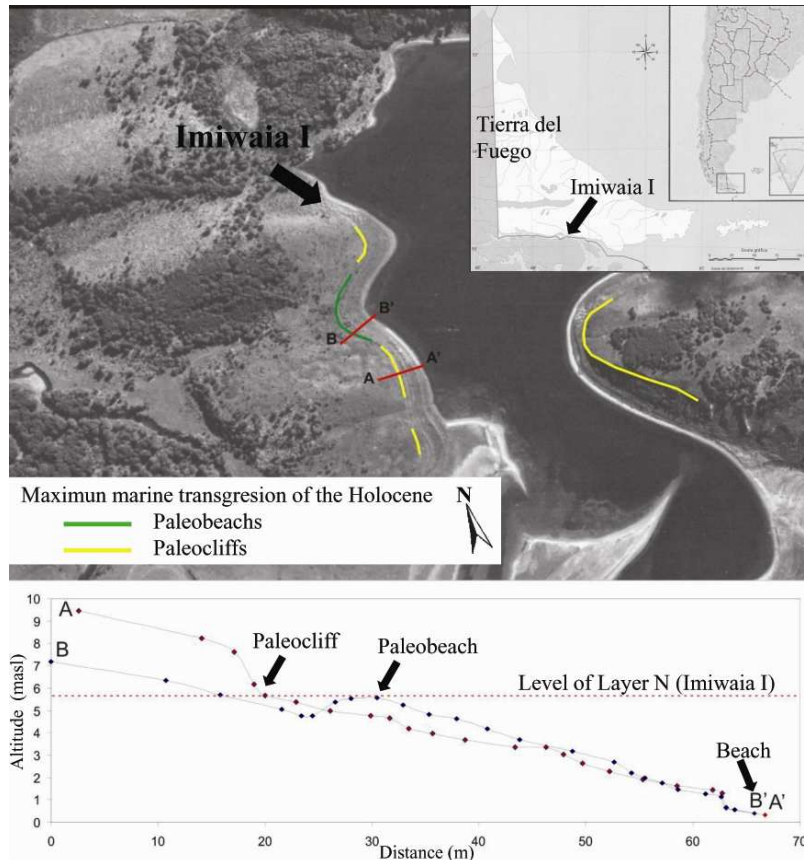 Imiwaia I
Tierra del
Fuego
Imiwaia I
B'
B
A'
A
Maximun marine transgresion of the Holocene
N
Paleobeachs
Paleocliffs
10
9
8
7
6
5
4
3
2
1
0
Altitude (masl)
A
B
Paleocliff
Paleobeach
Level of Layer N (Imiwaia I)
Beach
B' A'
0 10 20 30 40 50 60 70
Distance (m)